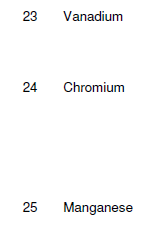 23 Vanadium
24 Chromium
25 Manganese